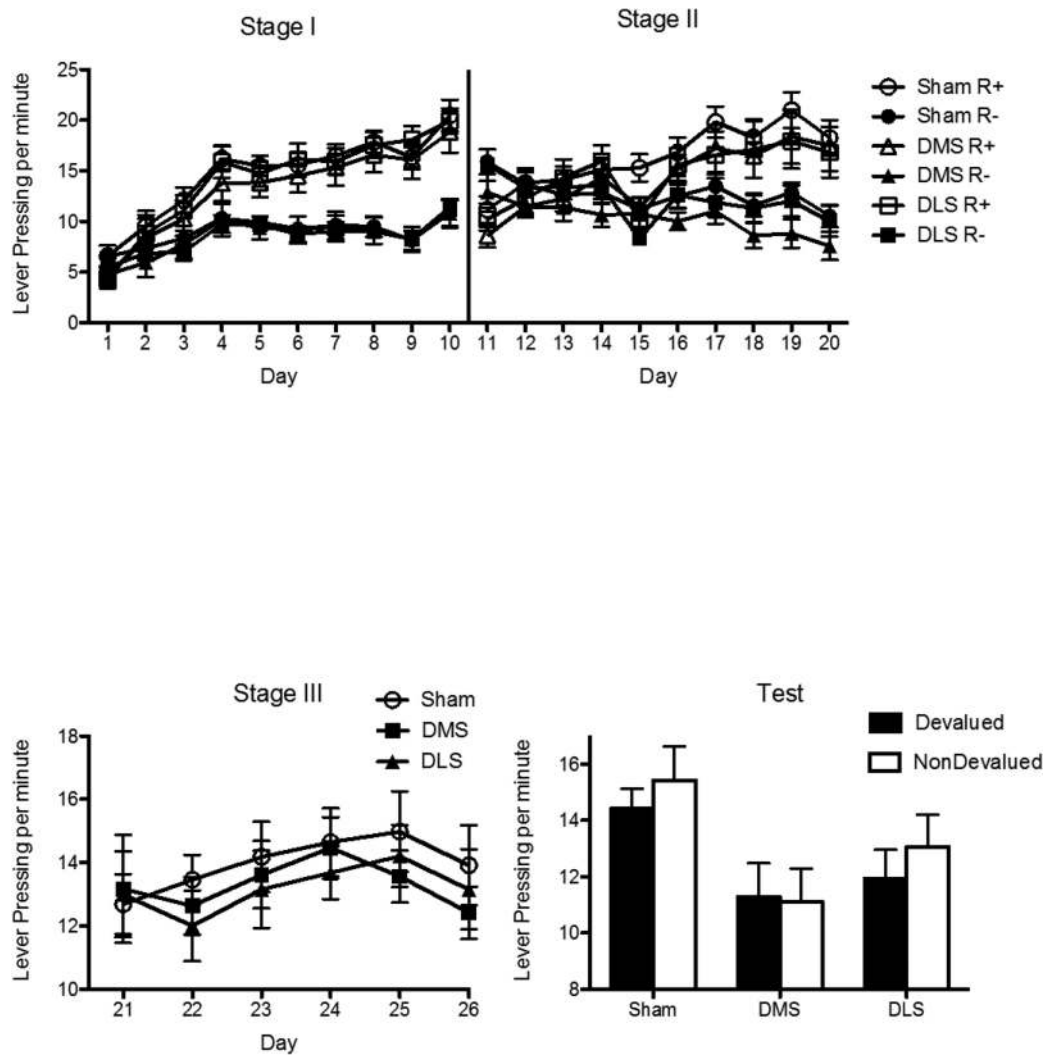 Stage I
Stage II
Lever Pressing per minute
25
20
15
10
5
0
1 2 3 4 5 6 7 8 9 10
11 12 13 14 15 16 17 18 19 20
Day
Day
Sham R+
Sham R-
DMS R+
DMS R-
DLS R+
DLS R-
Stage III
Sham
DMS
DLS
Lever Pressing per minute
18
16
14
12
10
21 22 23 24 25 26
Day
Test
Devalued
NonDevalued
Lever Pressing per minute
16
14
12
10
8
Sham DMS DLS